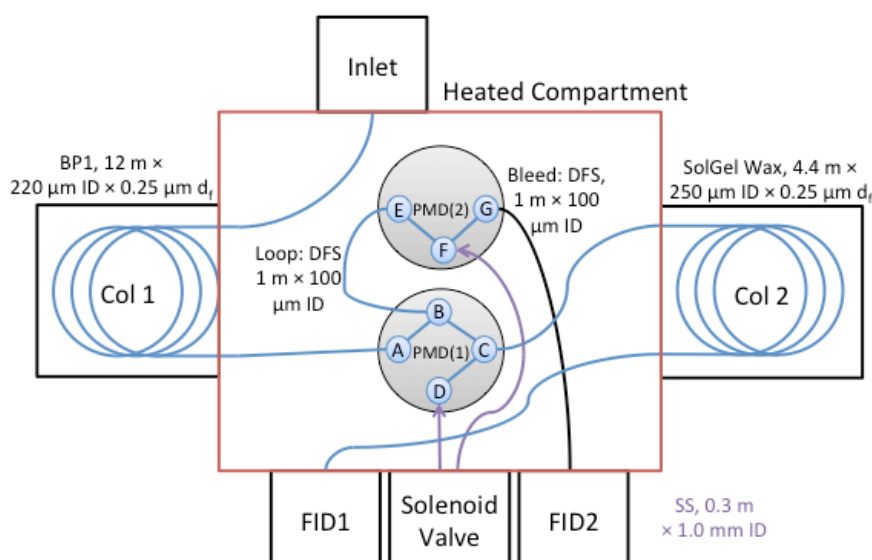 Inlet
Heated Compartment
BP1, 12 m ×
220 µm ID × 0.25 µm df
SolGel Wax, 4.4 m ×
250 µm ID × 0.25 µm df
Bleed: DFS,
1 m × 100
µm ID
E PMD(2) G
F
Loop: DFS
1 m × 100
µm ID
Col 1
Col 2
B
A PMD(1) C
D
FID1
Solenoid
Valve
FID2
SS, 0.3 m
× 1.0 mm ID